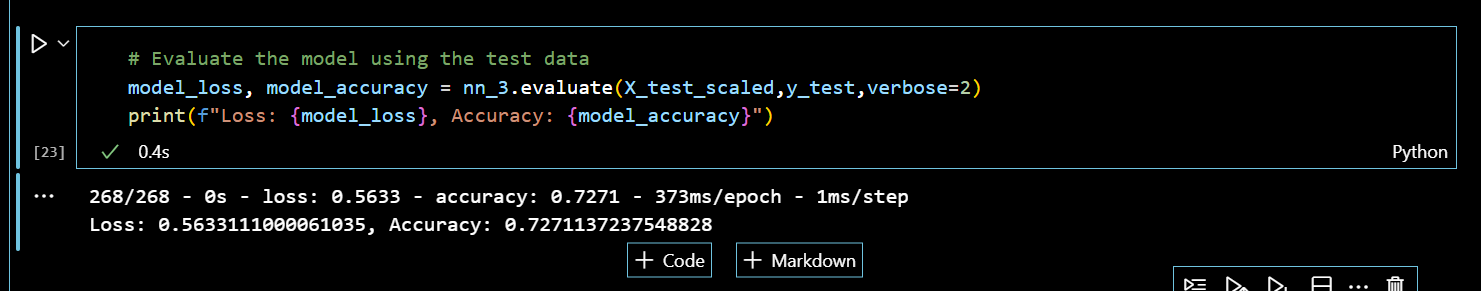 # Evaluate the model using the test data
model_loss, model_accuracy = nn_3.evaluate(X_test_scaled,y_test,verbose=2)
print(f"Loss: {model_loss}, Accuracy: {model_accuracy}")
[23] ✓ 0.4s Python
... 268/268 - 0s - loss: 0.5633 - accuracy: 0.7271 - 373ms/epoch - 1ms/step
Loss: 0.5633111000061035, Accuracy: 0.7271137237548828
+ Code + Markdown